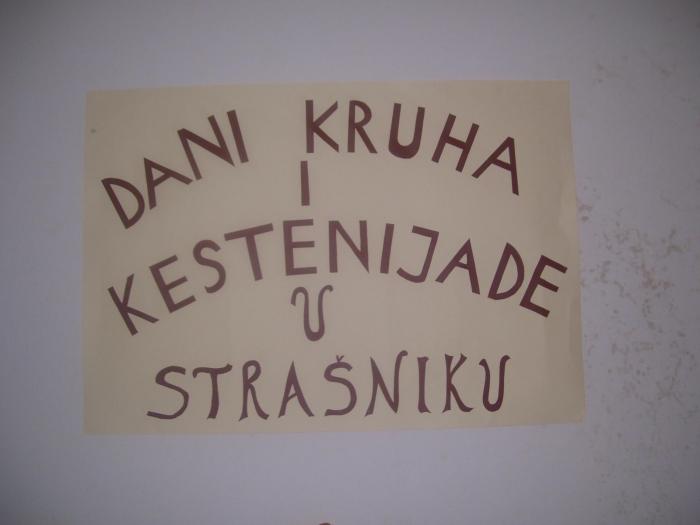 DANI KRUHA
I
KESTENIJADE
U
STRAŠNIKU